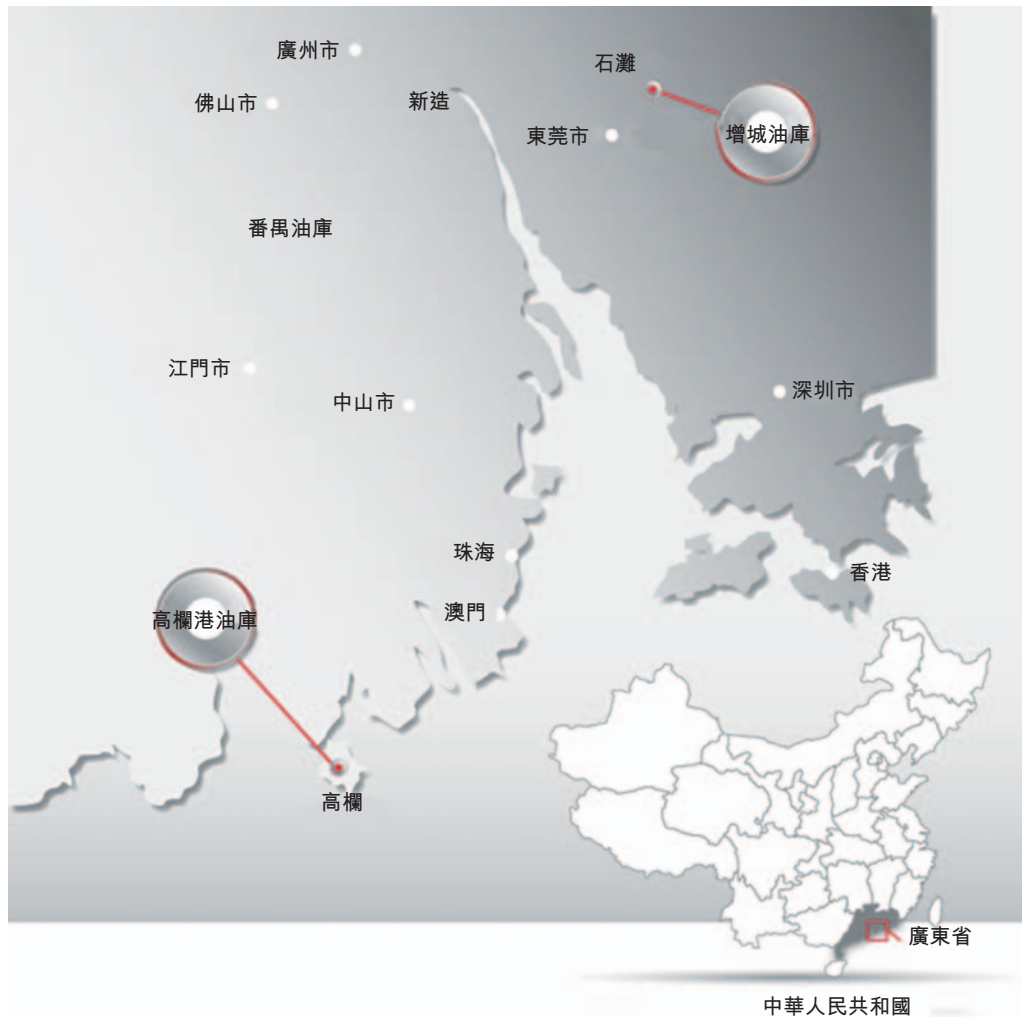 廣州市
石灘
佛山市
新造
東莞市
增城油庫
番禺油庫
江門市
中山市
深圳市
珠海
香港
高欄港油庫
澳門
高欄
廣東省
中華人民共和國